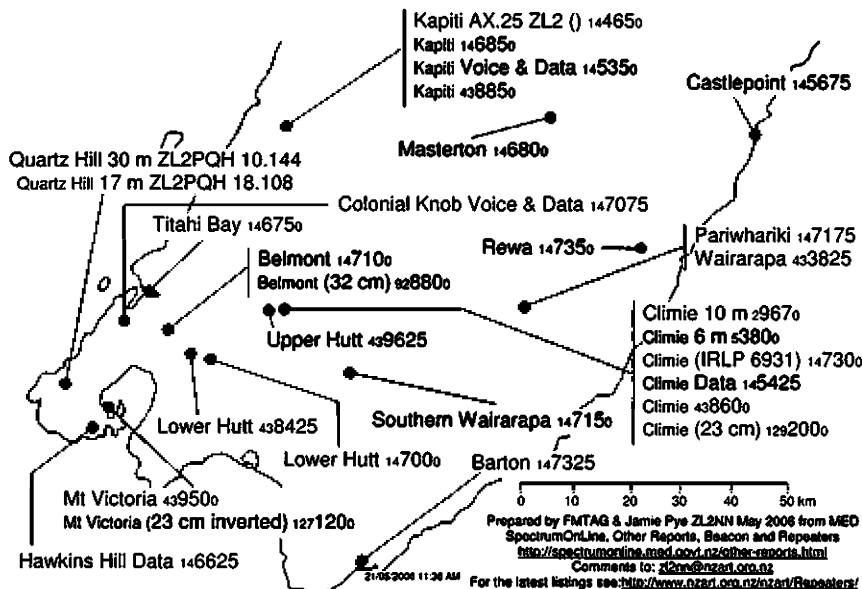 Kapiti AX.25 ZL2 () 144650
Kapiti 146850
Kapiti Voice & Data 145350
Kapiti 438850
Castlepoint 145675
Masterton 146800
Quartz Hill 30 m ZL2PQH 10.144
Quartz Hill 17 m ZL2PQH 18.108
Colonial Knob Voice & Data 147075
Titahi Bay 146750
Belmont 147100
Belmont (32 cm) 928800
Rewa 147350
Pariwhariki 147175
Wairarapa 433825
Upper Hutt 439625
Climie 10 m 29670
Climie 6 m 53800
Climie (IRLP 6931) 147300
Climie Data 145425
Climie 438600
Climie (23 cm) 1292000
Southern Wairarapa 147150
Lower Hutt 438425
Lower Hutt 147000
Barton 147325
Mt Victoria 439500
Mt Victoria (23 cm inverted) 1271200
Hawkins Hill Data 146625
0 10 20 30 40 50 km
Prepared by FMTAG & Jamie Pye ZL2NN May 2006 from MED
SpectrumOnLine, Other Reports, Beacon and Repeaters
http://spectrumonline.med.govt.nz/other-reports.html
Comments to: zl2nn@nzart.org.nz
21/05/2006 11:36 AM
For the latest listings see:http://www.nzart.org.nz/nzart/Repeaters/